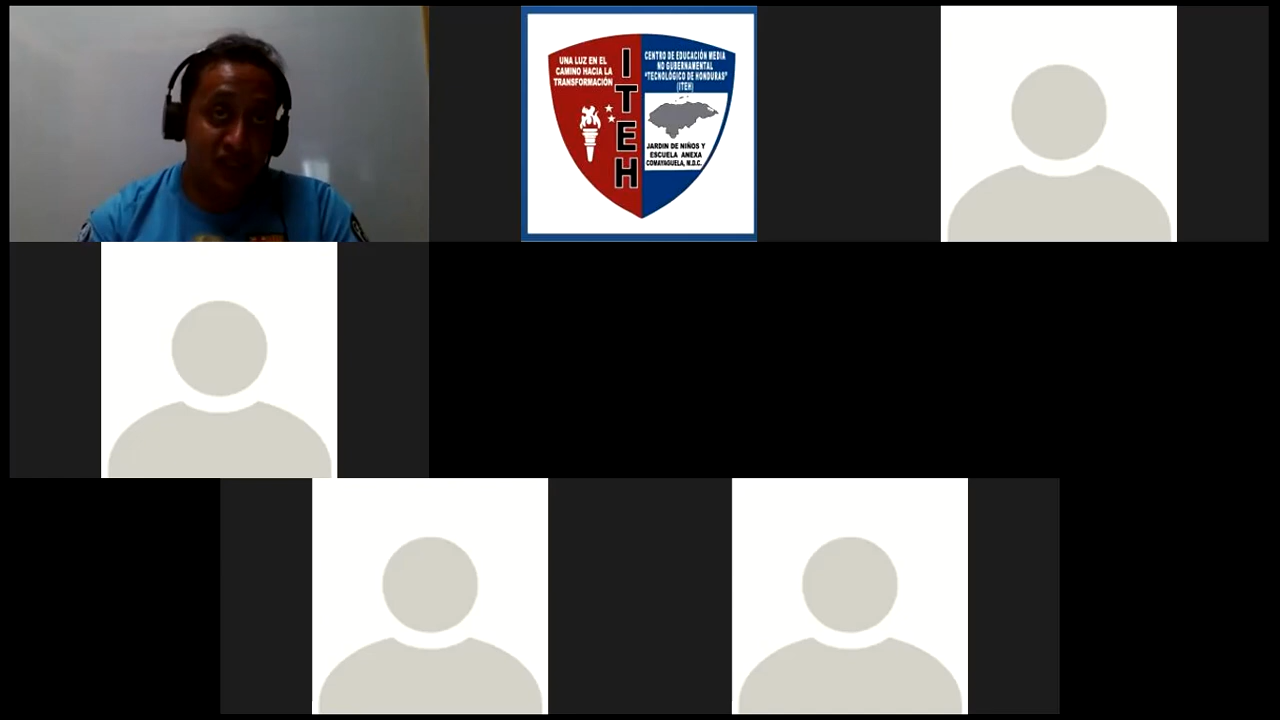 UNA LUZ EN EL
CAMINO HACIA LA
TRANSFORMACIÓN
ITEH
CENTRO DE EDUCACIÓN MEDIA
NO GUBERNAMENTAL
"TECNOLÓGICO DE HONDURAS"
(ITEH)
JARDIN DE NIÑOS Y
ESCUELA ANEXA
COMAYAGUELA, M.D.C.